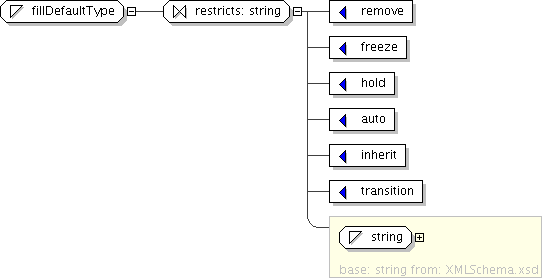 fillDefaultType
restricts: string
remove
freeze
hold
auto
inherit
transition
string
base: string from: XMLSchema.xsd